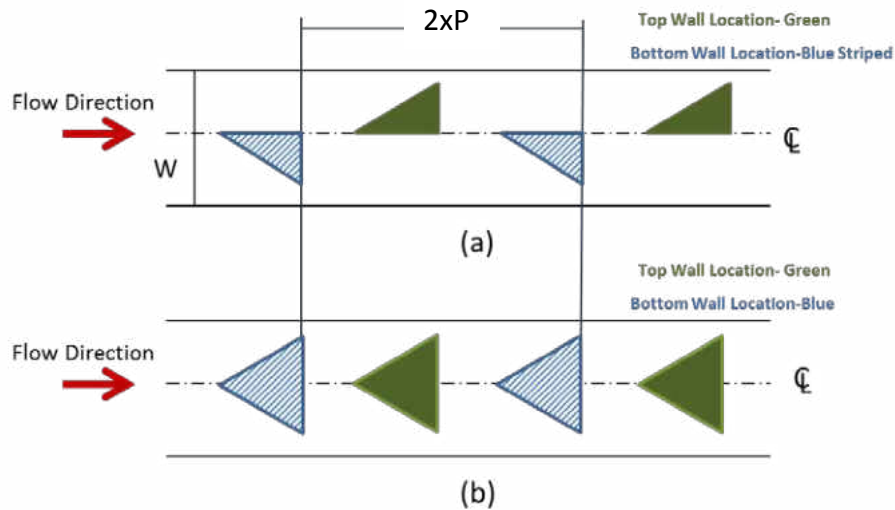 2xP
Top Wall Location- Green
Bottom Wall Location-Blue Striped
Flow Direction
W
℄
(a)
Top Wall Location- Green
Bottom Wall Location-Blue
Flow Direction
℄
(b)